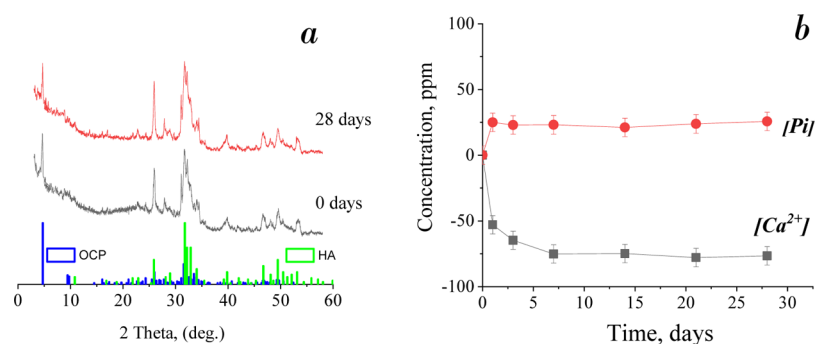 a
28 days
0 days
OCP
HA
0 10 20 30 40 50 60
2 Theta, (deg.)
b
100
50
0
-50
-100
Concentration, ppm
[Pi]
[Ca²⁺]
0 5 10 15 20 25 30
Time, days